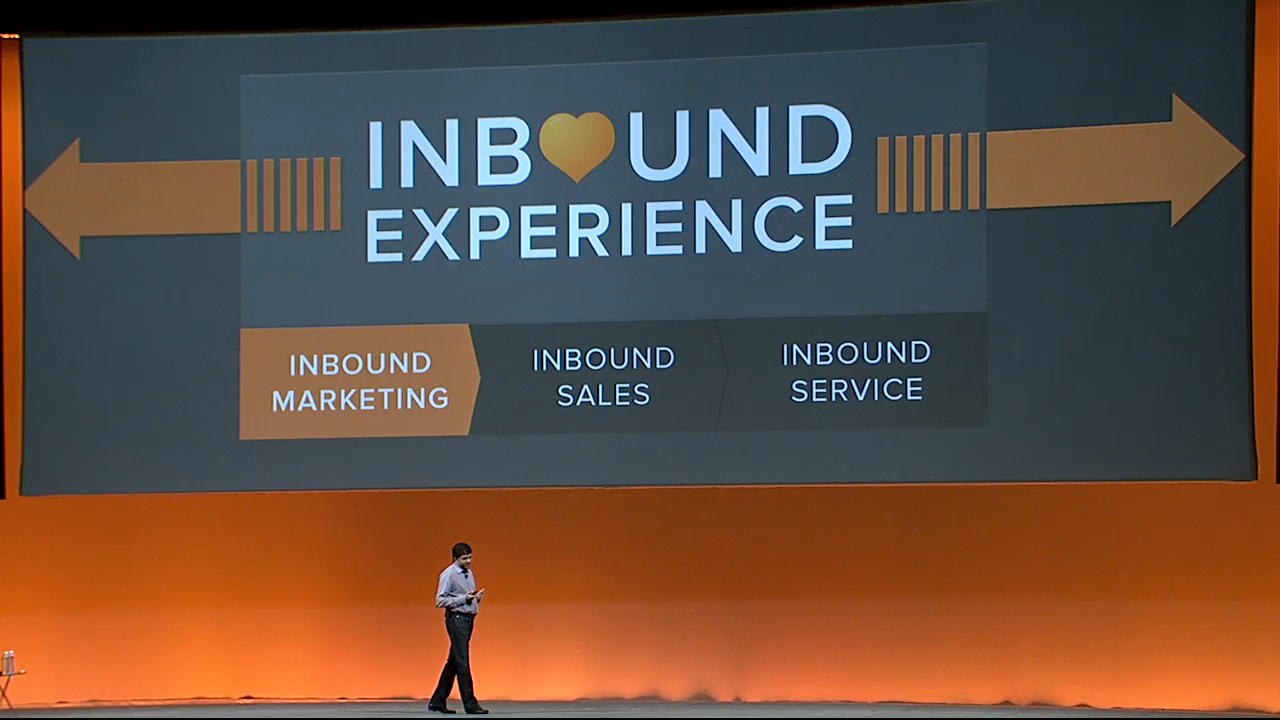 INB🧡UND
EXPERIENCE
INBOUND
MARKETING
INBOUND
SALES
INBOUND
SERVICE